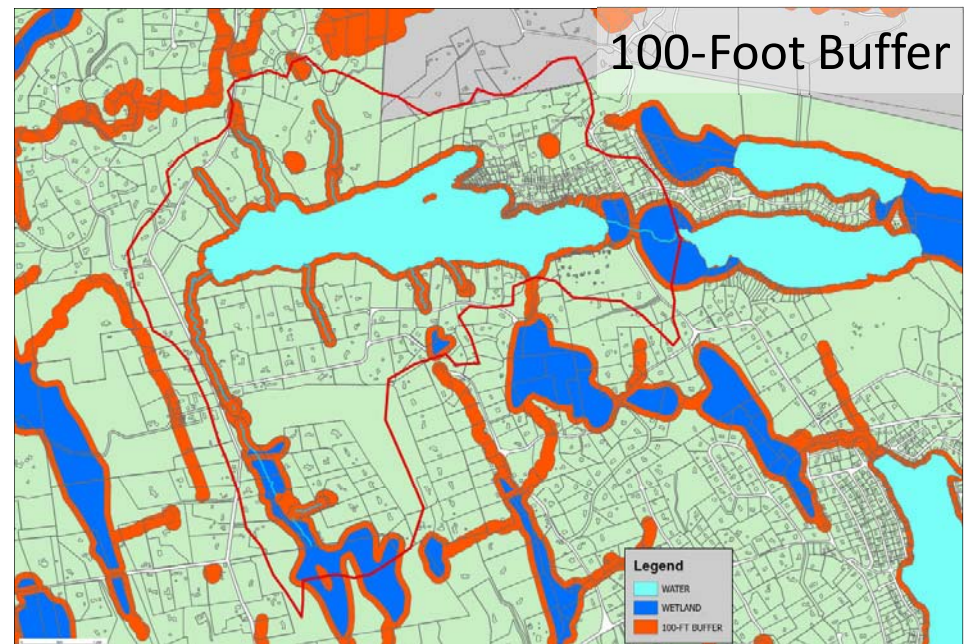 100-Foot Buffer
Legend
WATER
WETLAND
100-FT BUFFER